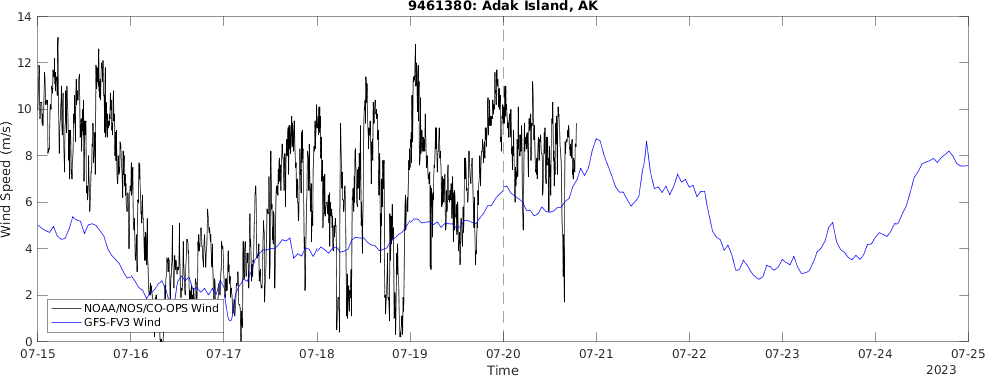 9461380: Adak Island, AK
Wind Speed (m/s)
14
12
10
8
6
4
2
0
NOAA/NOS/CO-OPS Wind
GFS-FV3 Wind
07-15 07-16 07-17 07-18 07-19 07-20 07-21 07-22 07-23 07-24 07-25
Time
2023